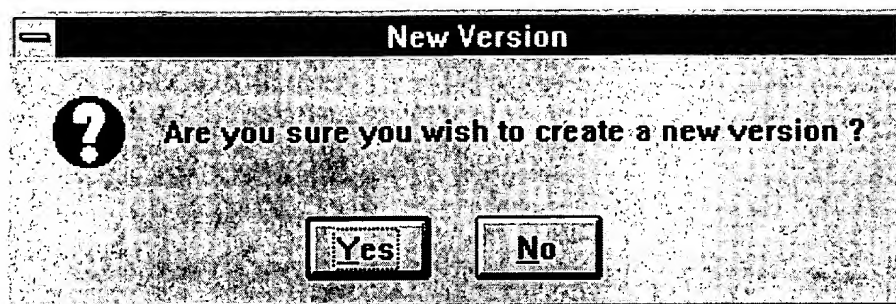 New Version
?
Are you sure you wish to create a new version ?
Yes No